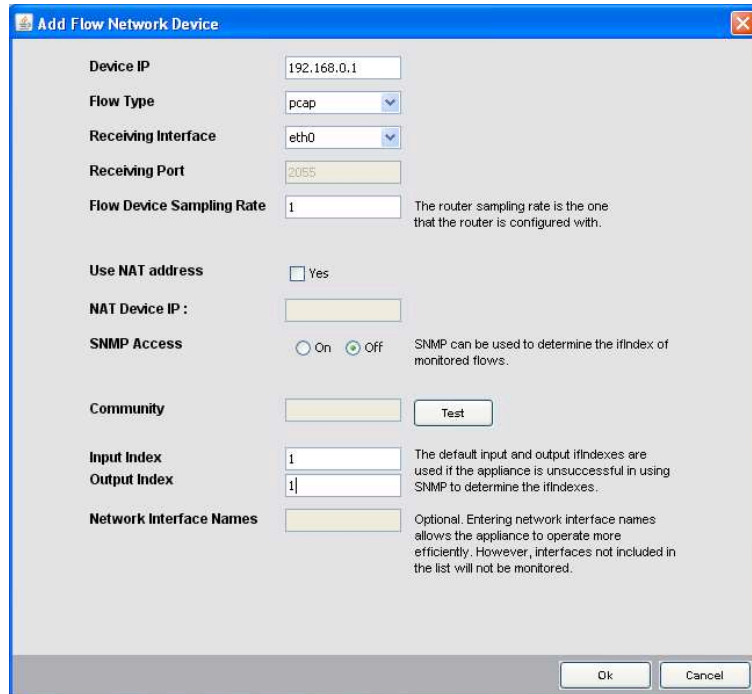 Add Flow Network Device
Device IP
192.168.0.1
Flow Type
pcap
Receiving Interface
eth0
Receiving Port
2055
Flow Device Sampling Rate
1
The router sampling rate is the one
that the router is configured with.
Use NAT address
Yes
NAT Device IP :
SNMP Access
On
Off
SNMP can be used to determine the ifIndex of
monitored flows.
Community
Test
Input Index
1
Output Index
1
The default input and output ifIndexes are
used if the appliance is unsuccessful in using
SNMP to determine the ifIndexes.
Network Interface Names
Optional. Entering network interface names
allows the appliance to operate more
efficiently. However, interfaces not included in
the list will not be monitored.
Ok
Cancel